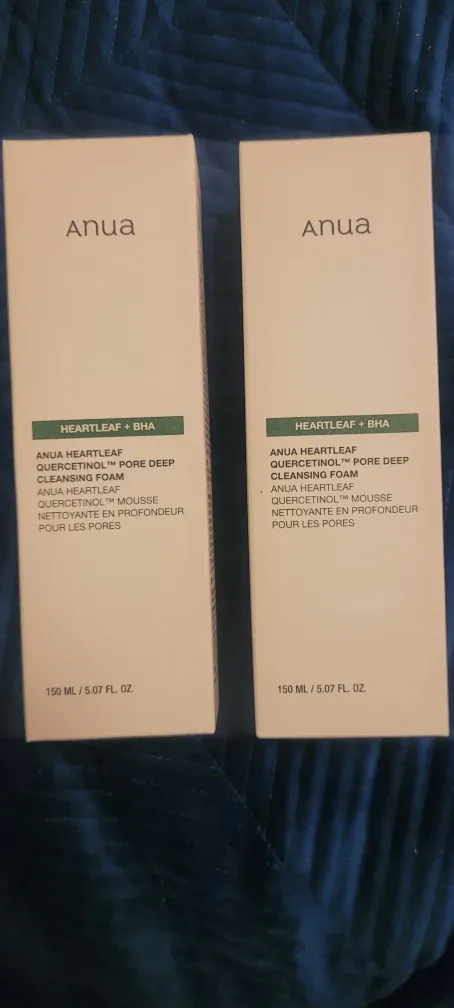 Anua
HEARTLEAF + BHA
ANUA HEARTLEAF
QUERCETINOL™ PORE DEEP
CLEANSING FOAM
ANUA HEARTLEAF
QUERCETINOL™ MOUSSE
NETTOYANTE EN PROFONDEUR
POUR LES PORES
150 ML / 5.07 FL. OZ.
Anua
HEARTLEAF + BHA
ANUA HEARTLEAF
QUERCETINOL™ PORE DEEP
CLEANSING FOAM
ANUA HEARTLEAF
QUERCETINOL™ MOUSSE
NETTOYANTE EN PROFONDEUR
POUR LES PORES
150 ML / 5.07 FL. OZ.